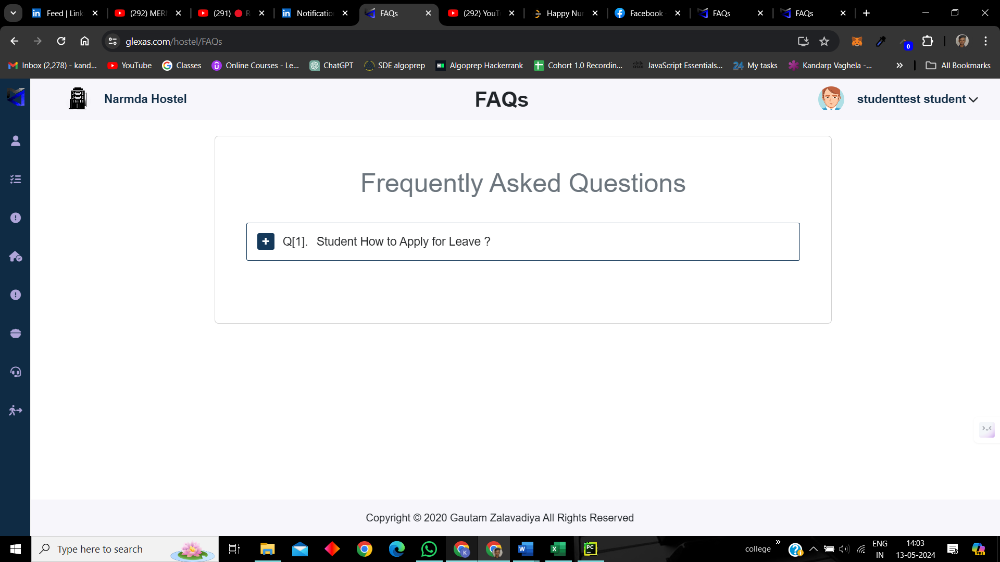 Feed | Link
(292) MER
(291)
Notificatio
FAQs
(292) YouT
Happy Nu
Facebook
FAQs
FAQs
glexas.com/hostel/FAQs
0
Inbox (2,278) - kand...
YouTube
Classes
Online Courses - Le...
ChatGPT
SDE algoprep
Algoprep Hackerrank
Cohort 1.0 Recordin...
JavaScript Essentials...
24 My tasks
Kandarp Vaghela -...
All Bookmarks
Narmda Hostel
FAQs
studenttest student
Frequently Asked Questions
+ Q[1]. Student How to Apply for Leave ?
Copyright © 2020 Gautam Zalavadiya All Rights Reserved
Type here to search
college
ENG
IN
14:03
13-05-2024